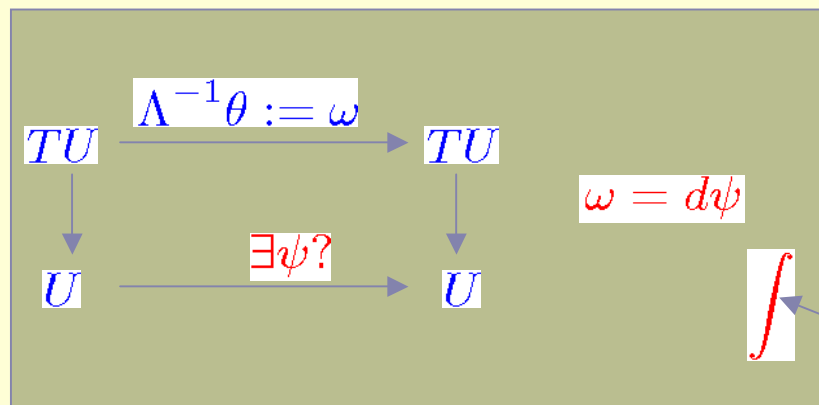 Λ⁻¹θ := ω
TU TU
ω = dψ
∃ψ?
U U
∫